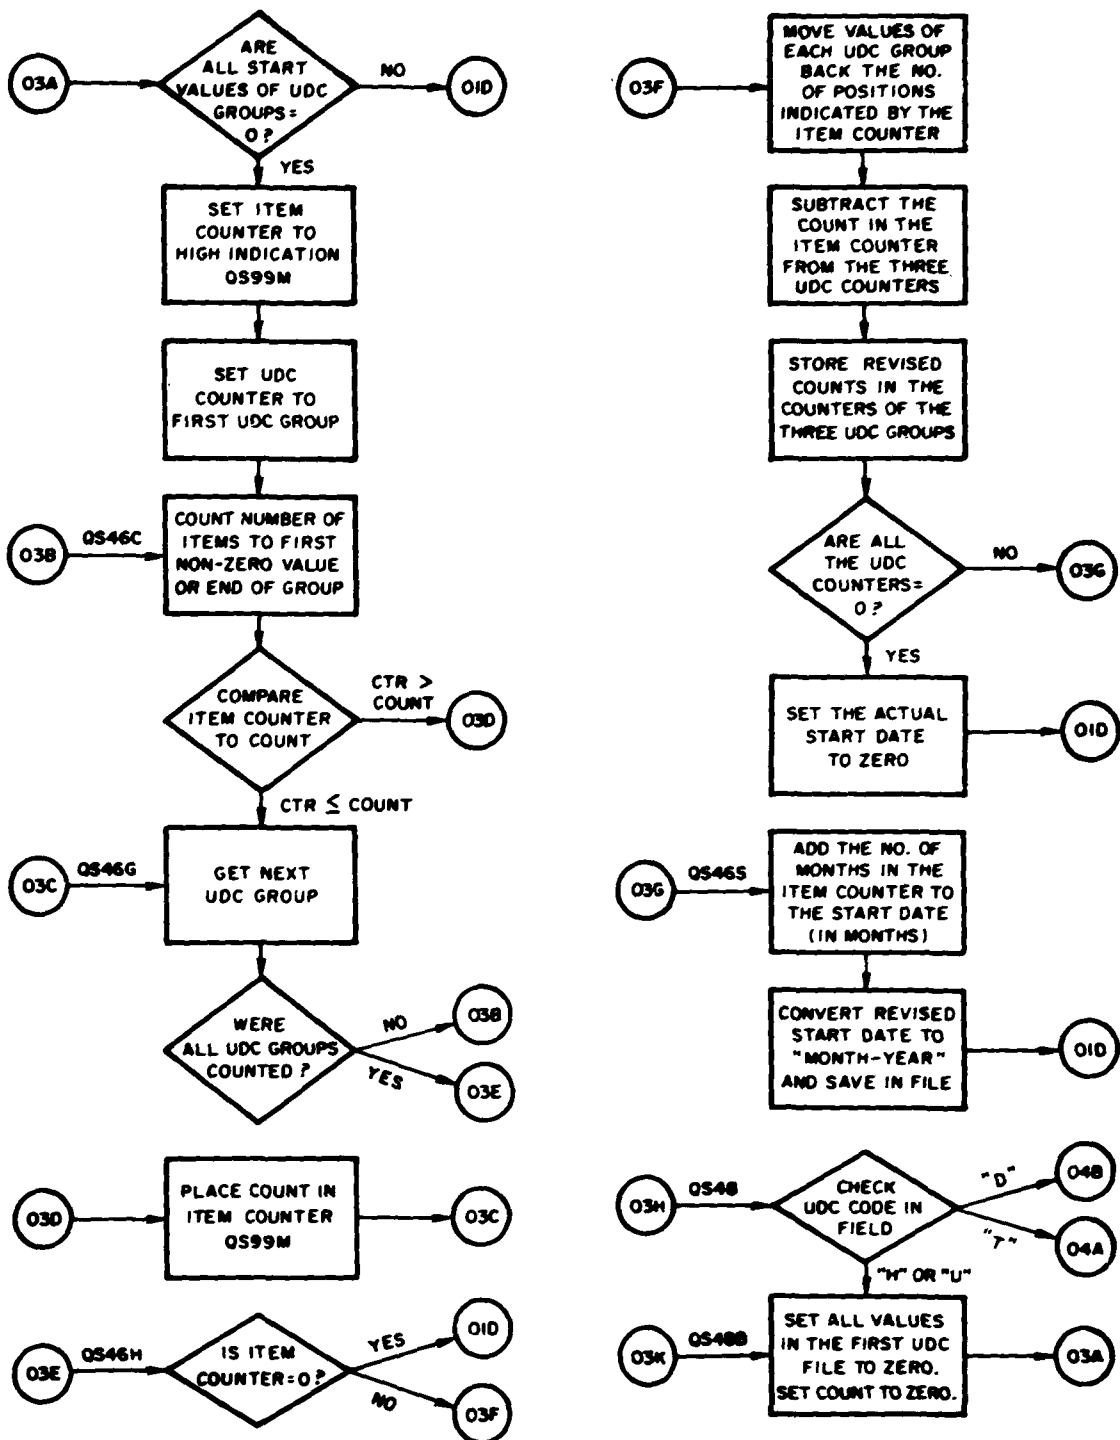 03A
ARE
ALL START
VALUES OF UDC
GROUPS=
0?
NO
01D
YES
SET ITEM
COUNTER TO
HIGH INDICATION
QS99M
SET UDC
COUNTER TO
FIRST UDC GROUP
03B
QS46C
COUNT NUMBER OF
ITEMS TO FIRST
NON-ZERO VALUE
OR END OF GROUP
COMPARE
ITEM COUNTER
TO COUNT
CTR >
COUNT
03D
CTR ≤ COUNT
03C
QS46G
GET NEXT
UDC GROUP
WERE
ALL UDC GROUPS
COUNTED?
NO
03B
YES
03E
03D
PLACE COUNT IN
ITEM COUNTER
QS99M
03C
03E
QS46H
IS ITEM
COUNTER=0?
YES
01D
NO
03F
03F
MOVE VALUES OF
EACH UDC GROUP
BACK THE NO.
OF POSITIONS
INDICATED BY THE
ITEM COUNTER
SUBTRACT THE
COUNT IN THE
ITEM COUNTER
FROM THE THREE
UDC COUNTERS
STORE REVISED
COUNTS IN THE
COUNTERS OF THE
THREE UDC GROUPS
ARE ALL
THE UDC
COUNTERS=
0?
NO
03G
YES
SET THE ACTUAL
START DATE
TO ZERO
01D
03G
QS46S
ADD THE NO. OF
MONTHS IN THE
ITEM COUNTER TO
THE START DATE
(IN MONTHS)
CONVERT REVISED
START DATE TO
"MONTH-YEAR"
AND SAVE IN FILE
01D
03H
QS48
CHECK
UDC CODE IN
FIELD
"D"
04B
"T"
04A
"H" OR "U"
03K
QS48B
SET ALL VALUES
IN THE FIRST UDC
FILE TO ZERO.
SET COUNT TO ZERO.
03A